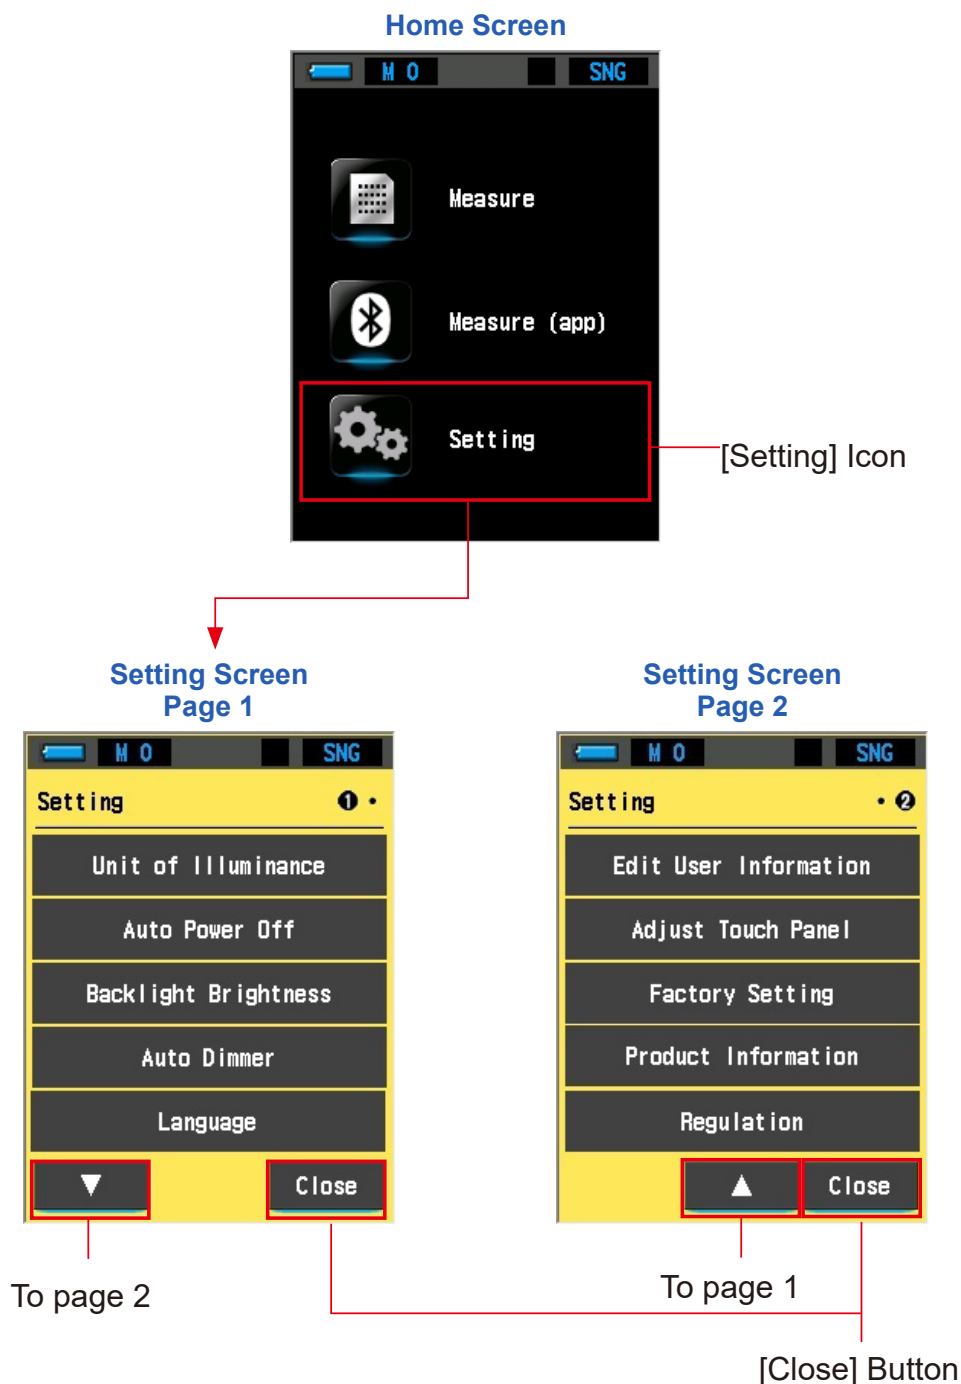 Home Screen
M 0 SNG
Measure
Measure (app)
Setting
[Setting] Icon
Setting Screen
Page 1
M 0 SNG
Setting ❶ •
Unit of Illuminance
Auto Power Off
Backlight Brightness
Auto Dimmer
Language
▼ Close
To page 2
Setting Screen
Page 2
M 0 SNG
Setting • ❷
Edit User Information
Adjust Touch Panel
Factory Setting
Product Information
Regulation
▲ Close
To page 1
[Close] Button